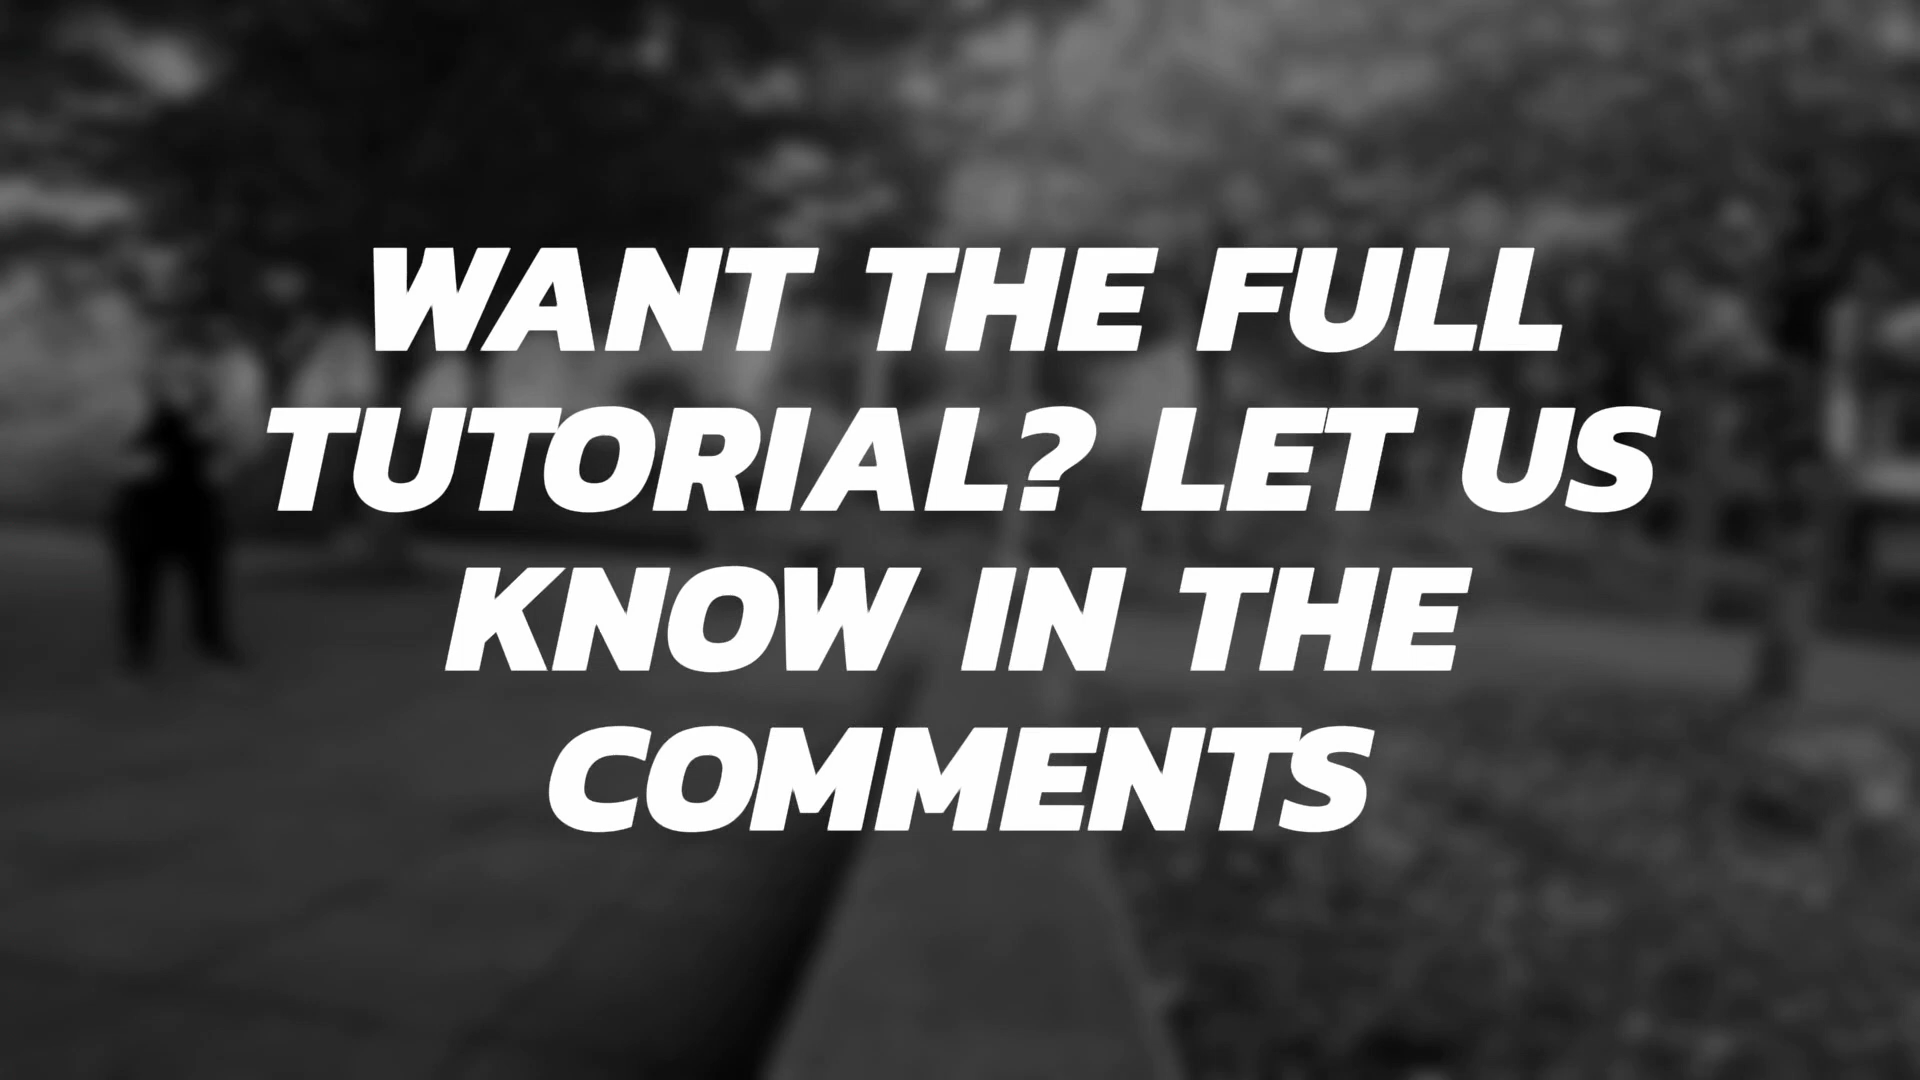 WANT THE FULL
TUTORIAL? LET US
KNOW IN THE
COMMENTS